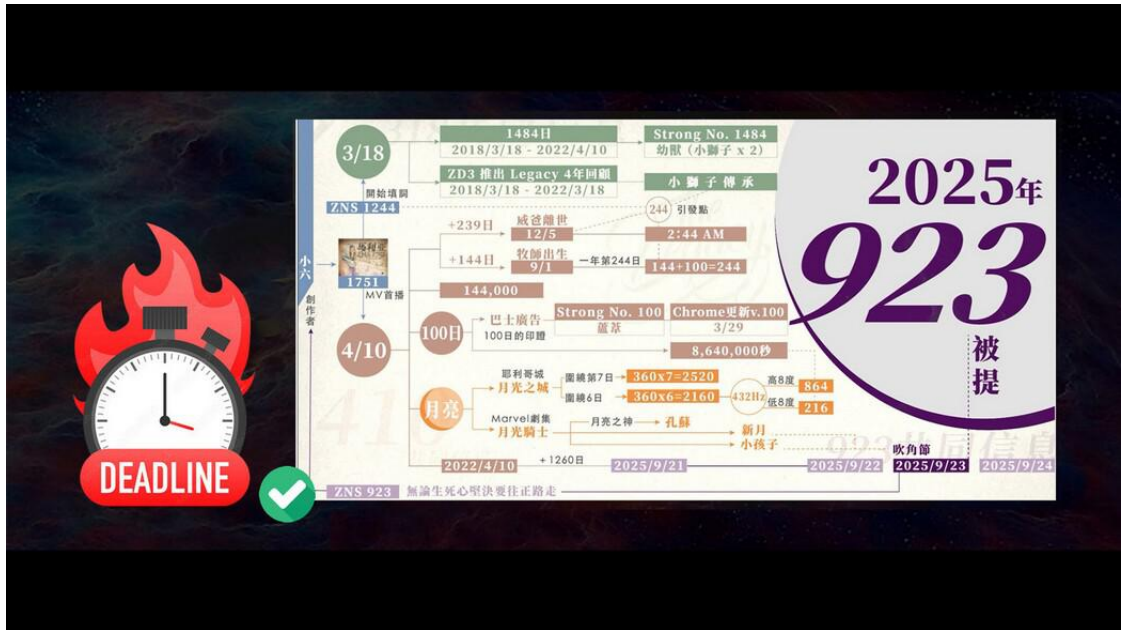 3/18
開始填詞
ZNS 1244
1484日
2018/3/18 - 2022/4/10
Strong No. 1484
幼獸（小獅子 x 2）
ZD3 推出 Legacy 4年回顧
2018/3/18 - 2022/3/18
小獅子傳承
小六
創作者
1751
MV首播
4/10
+239日
威爸離世
12/5
244
引發點
2:44 AM
+144日
牧師出生
9/1
一年第244日
144+100=244
144,000
100日
巴士廣告
100日的印證
Strong No. 100
蘆葦
Chrome更新v.100
3/29
8,640,000秒
月亮
耶利哥城
月光之城
圍繞第7日
360x7=2520
圍繞6日
360x6=2160
432Hz
高8度
864
低8度
216
Marvel劇集
月光騎士
月亮之神
孔蘇
新月
小孩子
2022/4/10
+1260日
2025/9/21
2025/9/22
吹角節
2025/9/23
2025/9/24
ZNS 923
無論生死心堅決要往正路走
2025年
923
被提
DEADLINE